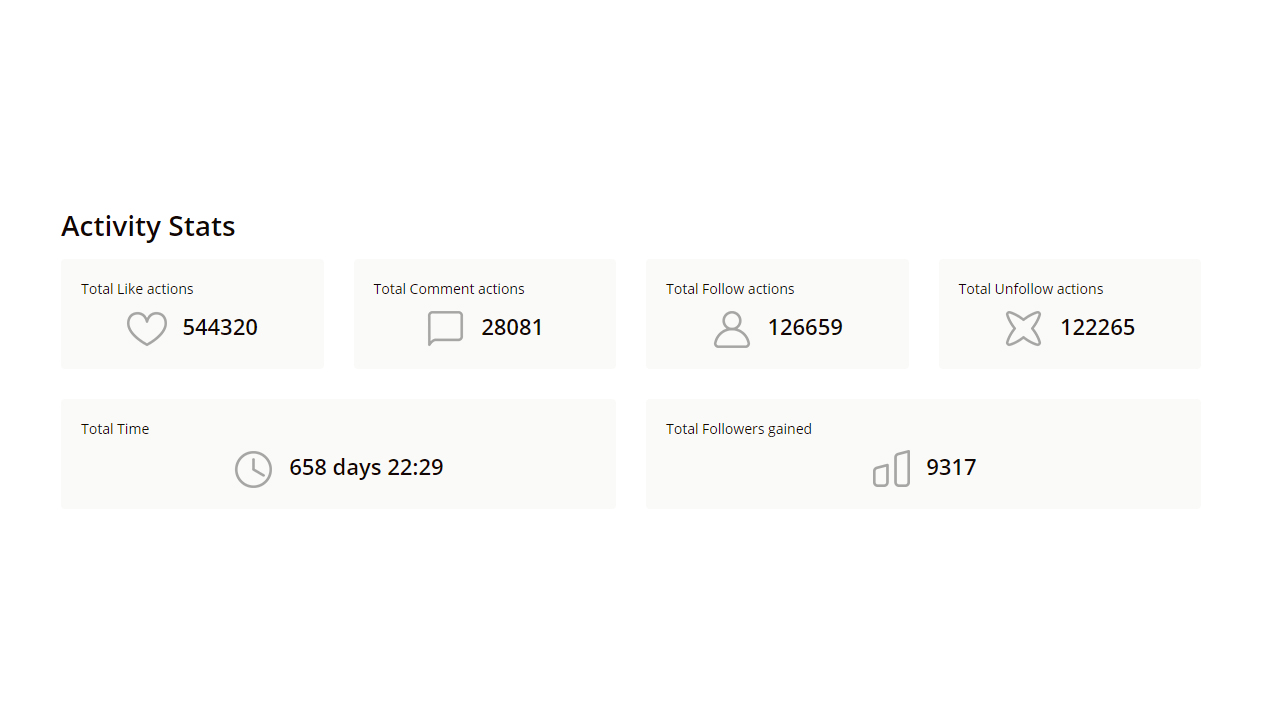 Activity Stats
Total Like actions
544320
Total Comment actions
28081
Total Follow actions
126659
Total Unfollow actions
122265
Total Time
658 days 22:29
Total Followers gained
9317